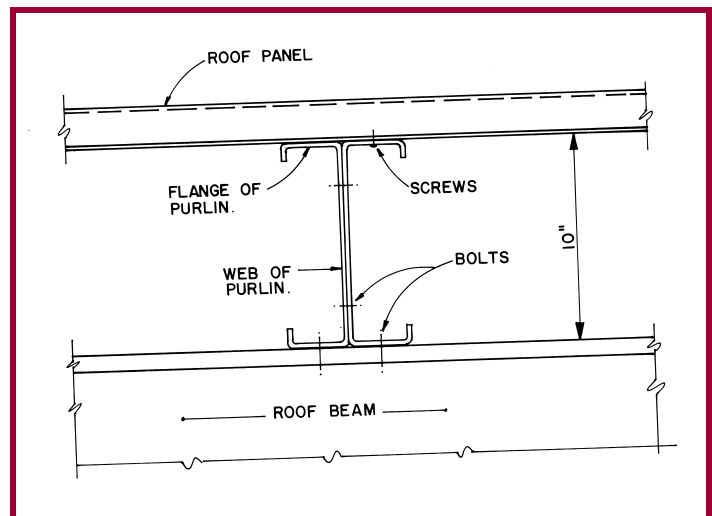 ROOF PANEL
FLANGE OF
PURLIN.
SCREWS
10"
WEB OF
PURLIN.
BOLTS
ROOF BEAM